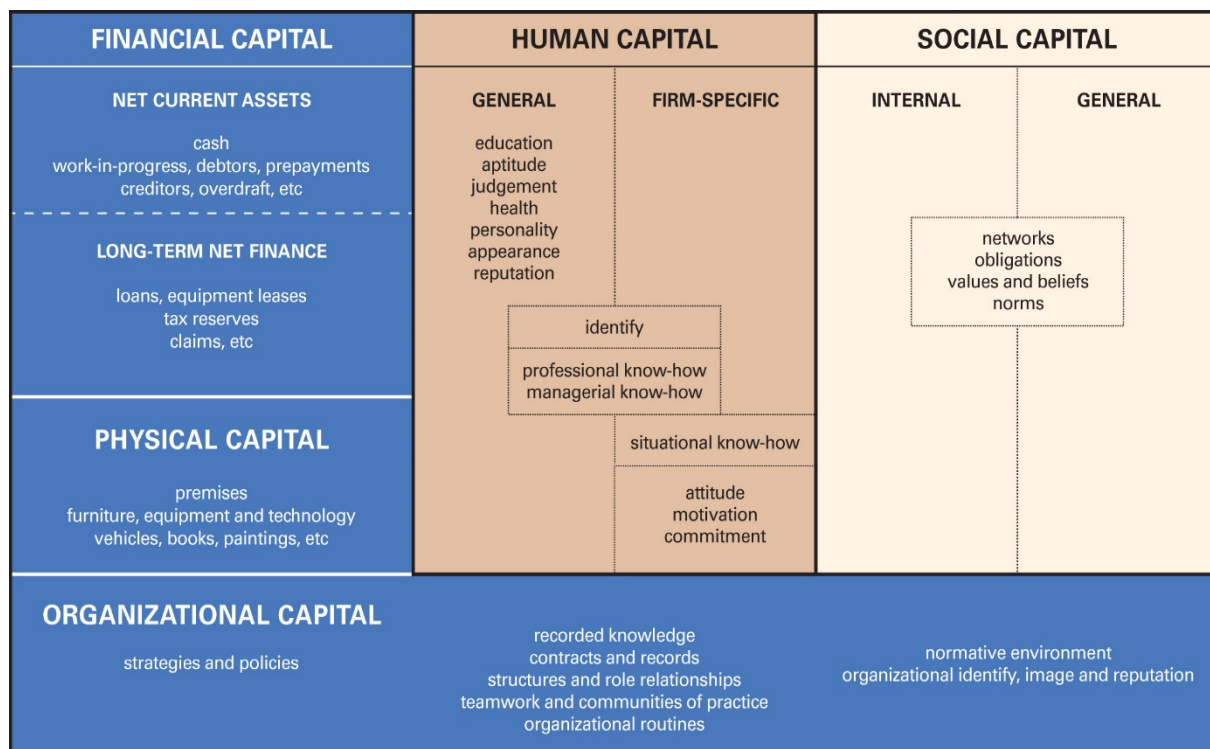 FINANCIAL CAPITAL
NET CURRENT ASSETS
cash
work-in-progress, debtors, prepayments
creditors, overdraft, etc
LONG-TERM NET FINANCE
loans, equipment leases
tax reserves
claims, etc
PHYSICAL CAPITAL
premises
furniture, equipment and technology
vehicles, books, paintings, etc
HUMAN CAPITAL
GENERAL
education
aptitude
judgement
health
personality
appearance
reputation
FIRM-SPECIFIC
identify
professional know-how
managerial know-how
situational know-how
attitude
motivation
commitment
SOCIAL CAPITAL
INTERNAL
GENERAL
networks
obligations
values and beliefs
norms
ORGANIZATIONAL CAPITAL
strategies and policies
recorded knowledge
contracts and records
structures and role relationships
teamwork and communities of practice
organizational routines
normative environment
organizational identify, image and reputation